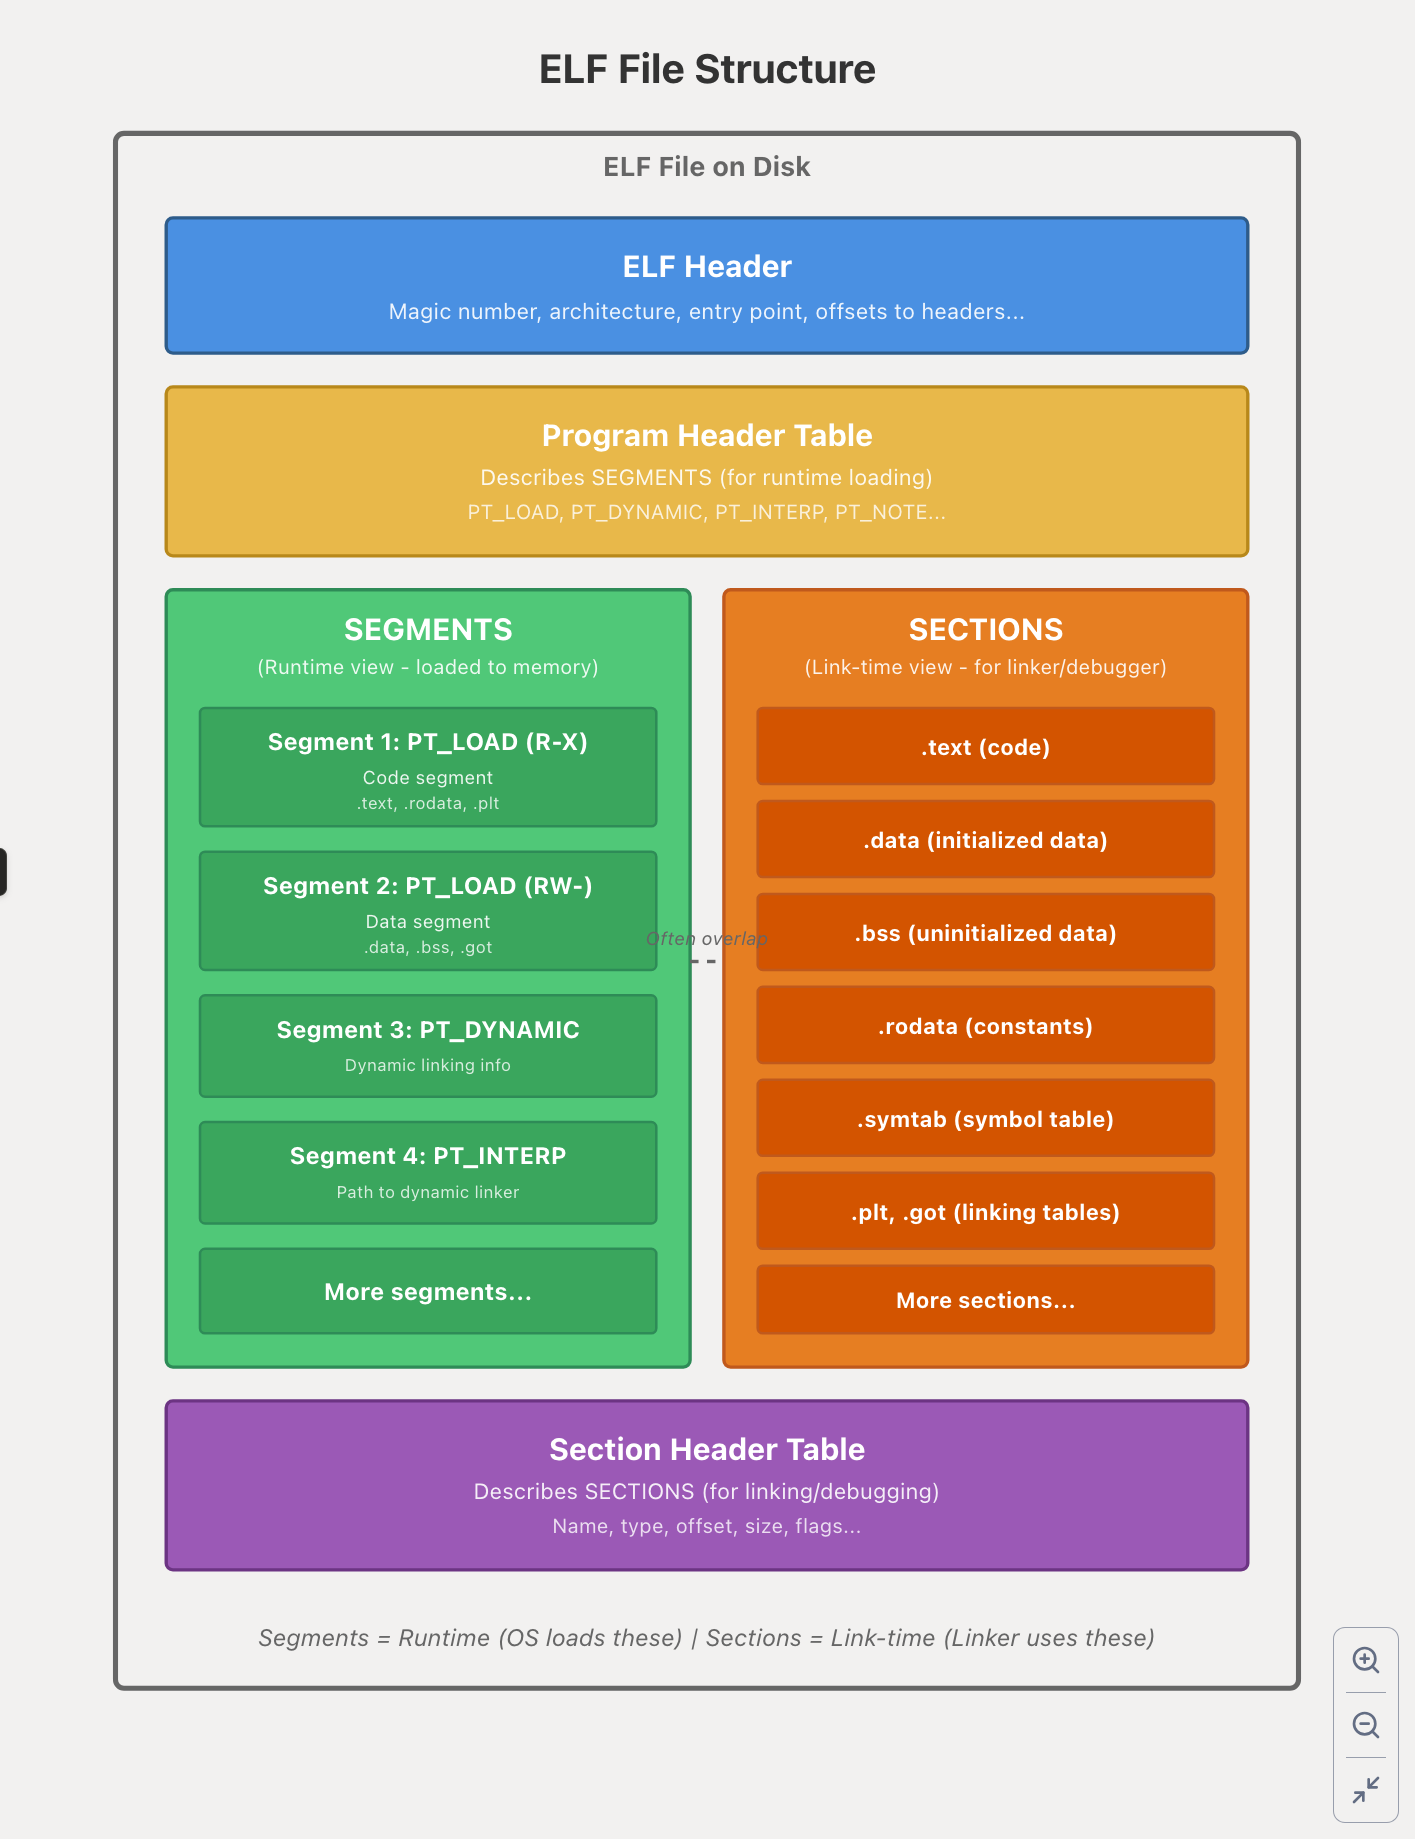 ELF File Structure
ELF File on Disk
ELF Header
Magic number, architecture, entry point, offsets to headers...
Program Header Table
Describes SEGMENTS (for runtime loading)
PT_LOAD, PT_DYNAMIC, PT_INTERP, PT_NOTE...
SEGMENTS
(Runtime view - loaded to memory)
Segment 1: PT_LOAD (R-X)
Code segment
.text, .rodata, .plt
Segment 2: PT_LOAD (RW-)
Data segment
.data, .bss, .got
Segment 3: PT_DYNAMIC
Dynamic linking info
Segment 4: PT_INTERP
Path to dynamic linker
More segments...
Often overlap
SECTIONS
(Link-time view - for linker/debugger)
.text (code)
.data (initialized data)
.bss (uninitialized data)
.rodata (constants)
.symtab (symbol table)
.plt, .got (linking tables)
More sections...
Section Header Table
Describes SECTIONS (for linking/debugging)
Name, type, offset, size, flags...
Segments = Runtime (OS loads these) | Sections = Link-time (Linker uses these)